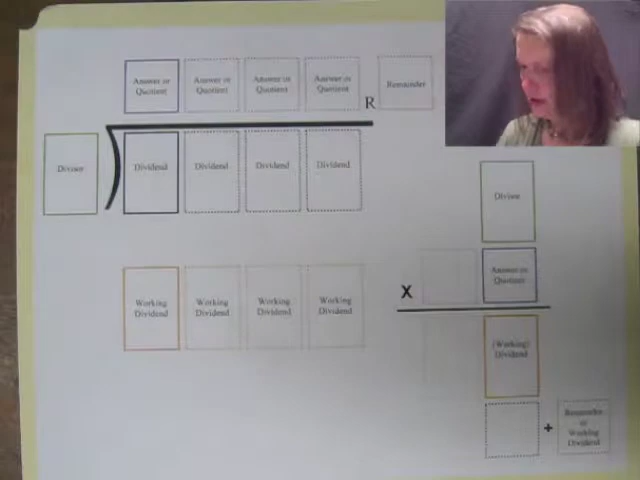 Answer or Quotient
Answer or Quotient
Answer or Quotient
Answer or Quotient
R
Remainder
Divisor
Dividend
Dividend
Dividend
Dividend
Divisor
Working Dividend
Working Dividend
Working Dividend
Working Dividend
X
Answer or Quotient
(Working) Dividend
+
Remainder or Working Dividend